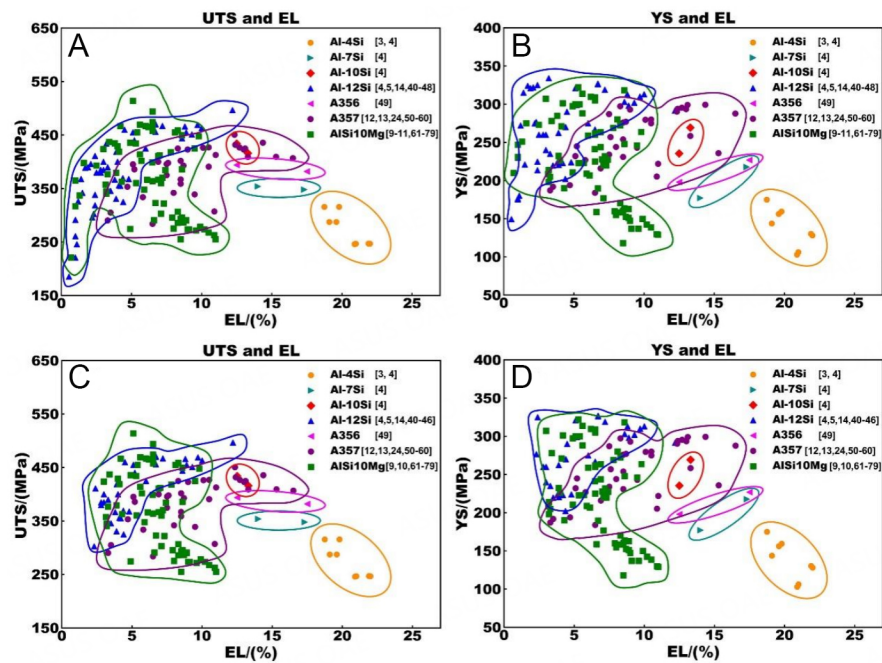 A
UTS and EL
UTS/(MPa)
650
550
450
350
250
150
0 5 10 15 20 25
EL/(%)
Al-4Si [3, 4]
Al-7Si [4]
Al-10Si [4]
Al-12Si [4,5,14,40-48]
A356 [49]
A357 [12,13,24,50-60]
AlSi10Mg [9-11,61-79]
B
YS and EL
YS/(MPa)
400
350
300
250
200
150
100
50
0 5 10 15 20 25
EL/(%)
Al-4Si [3, 4]
Al-7Si [4]
Al-10Si [4]
Al-12Si [4,5,14,40-48]
A356 [49]
A357 [12,13,24,50-60]
AlSi10Mg [9-11,61-79]
C
UTS and EL
UTS/(MPa)
650
550
450
350
250
150
0 5 10 15 20 25
EL/(%)
Al-4Si [3, 4]
Al-7Si [4]
Al-10Si [4]
Al-12Si [4,5,14,40-46]
A356 [49]
A357 [12,13,24,50-60]
AlSi10Mg [9,10,61-79]
D
YS and EL
YS/(MPa)
400
350
300
250
200
150
100
50
0 5 10 15 20 25
EL/(%)
Al-4Si [3, 4]
Al-7Si [4]
Al-10Si [4]
Al-12Si [4,5,14,40-46]
A356 [49]
A357 [12,13,24,50-60]
AlSi10Mg [9,10,61-79]